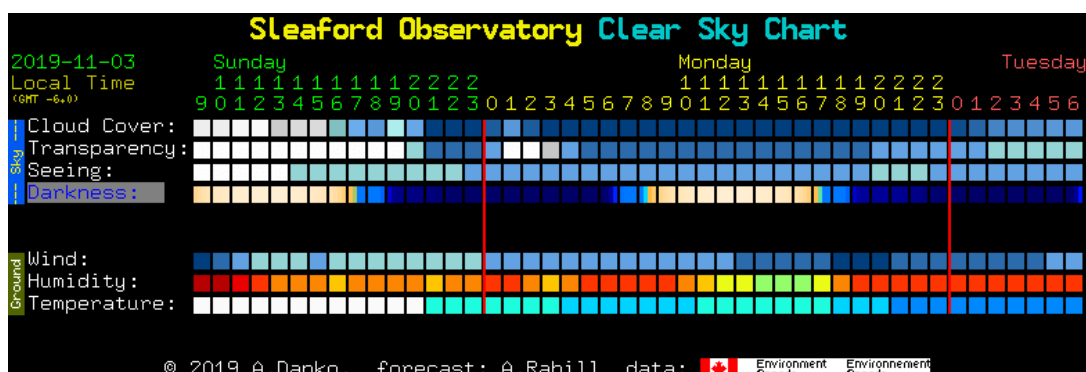 Sleaford Observatory Clear Sky Chart
2019-11-03 Sunday Monday Tuesday
Local Time 1 1 1 1 1 1 1 1 1 1 2 2 2 2 1 1 1 1 1 1 1 1 1 1 2 2 2 2
(GMT -6.0) 9 0 1 2 3 4 5 6 7 8 9 0 1 2 3 0 1 2 3 4 5 6 7 8 9 0 1 2 3 4 5 6 7 8 9 0 1 2 3 0 1 2 3 4 5 6
Sky
Cloud Cover:
Transparency:
Seeing:
Darkness:
Ground
Wind:
Humidity:
Temperature:
© 2019 A.Danko forecast: A.Rahill data: Environment Environnement